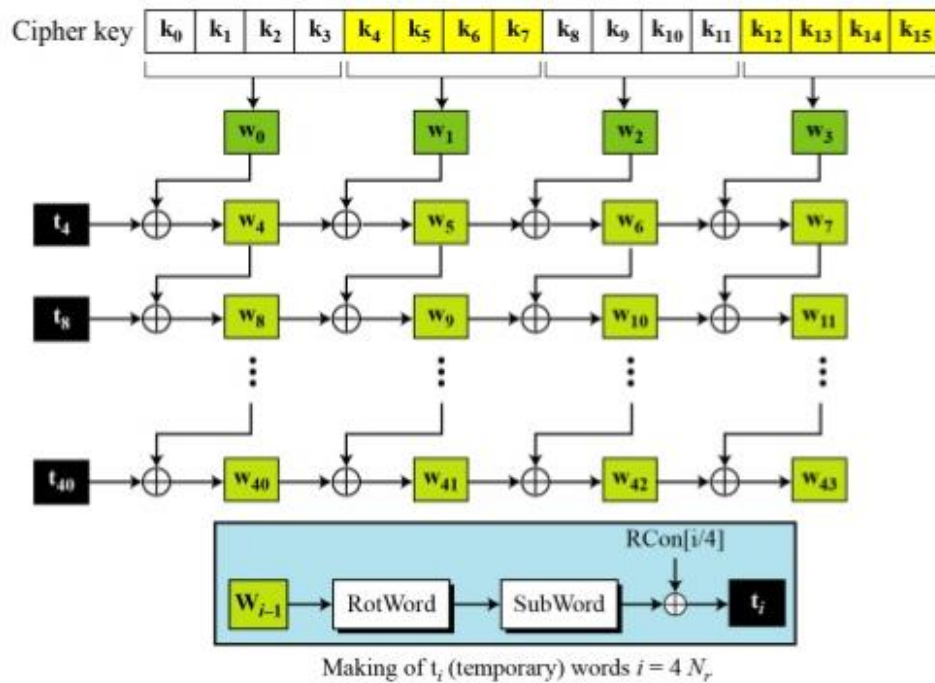 Cipher key k₀ k₁ k₂ k₃ k₄ k₅ k₆ k₇ k₈ k₉ k₁₀ k₁₁ k₁₂ k₁₃ k₁₄ k₁₅
w₀ w₁ w₂ w₃
t₄ w₄ w₅ w₆ w₇
t₈ w₈ w₉ w₁₀ w₁₁
t₄₀ w₄₀ w₄₁ w₄₂ w₄₃
RCon[i/4]
Wᵢ₋₁ RotWord SubWord tᵢ
Making of tᵢ (temporary) words i = 4 Nᵣ